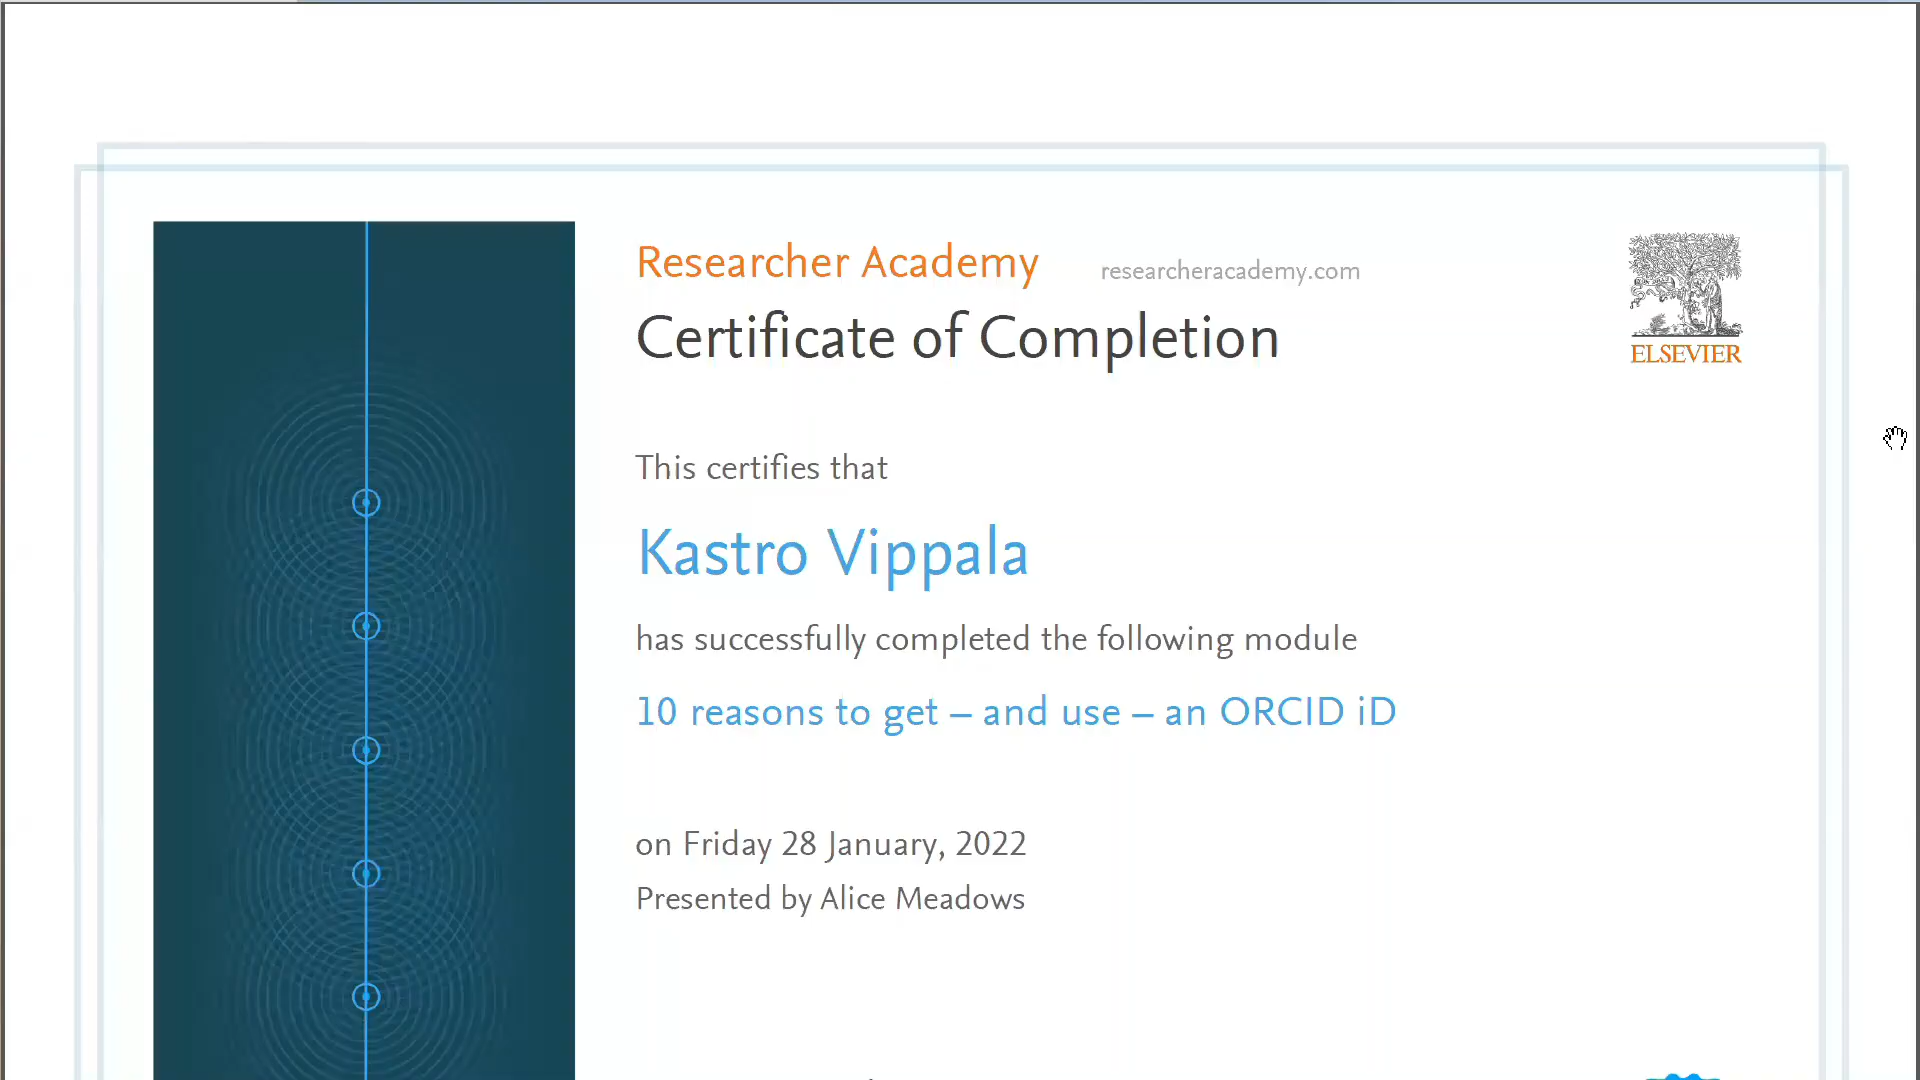 Researcher Academy researcheracademy.com
Certificate of Completion
ELSEVIER
This certifies that
Kastro Vippala
has successfully completed the following module
10 reasons to get – and use – an ORCID iD
on Friday 28 January, 2022
Presented by Alice Meadows